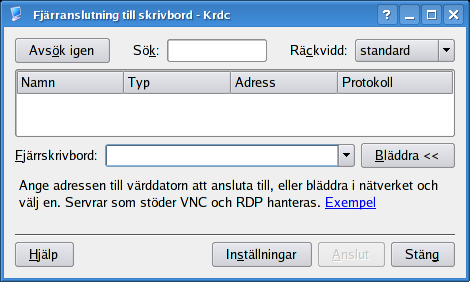 Fjärranslutning till skrivbord - Krdc
Avsök igen Sök: Räckvidd: standard
Namn Typ Adress Protokoll
Fjärrskrivbord: Bläddra <<
Ange adressen till värddatorn att ansluta till, eller bläddra i nätverket och
välj en. Servrar som stöder VNC och RDP hanteras. Exempel
Hjälp Inställningar Anslut Stäng